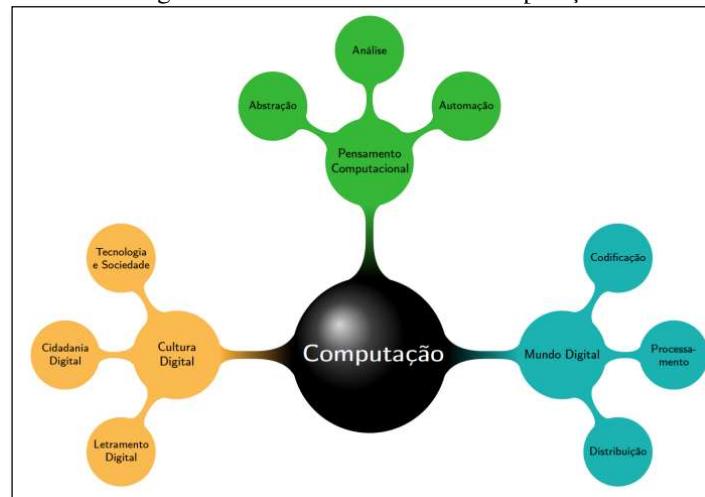 Análise
Abstração
Automação
Pensamento
Computacional
Tecnologia
e Sociedade
Cidadania
Digital
Letramento
Digital
Cultura
Digital
Computação
Mundo Digital
Codificação
Processa-
mento
Distribuição